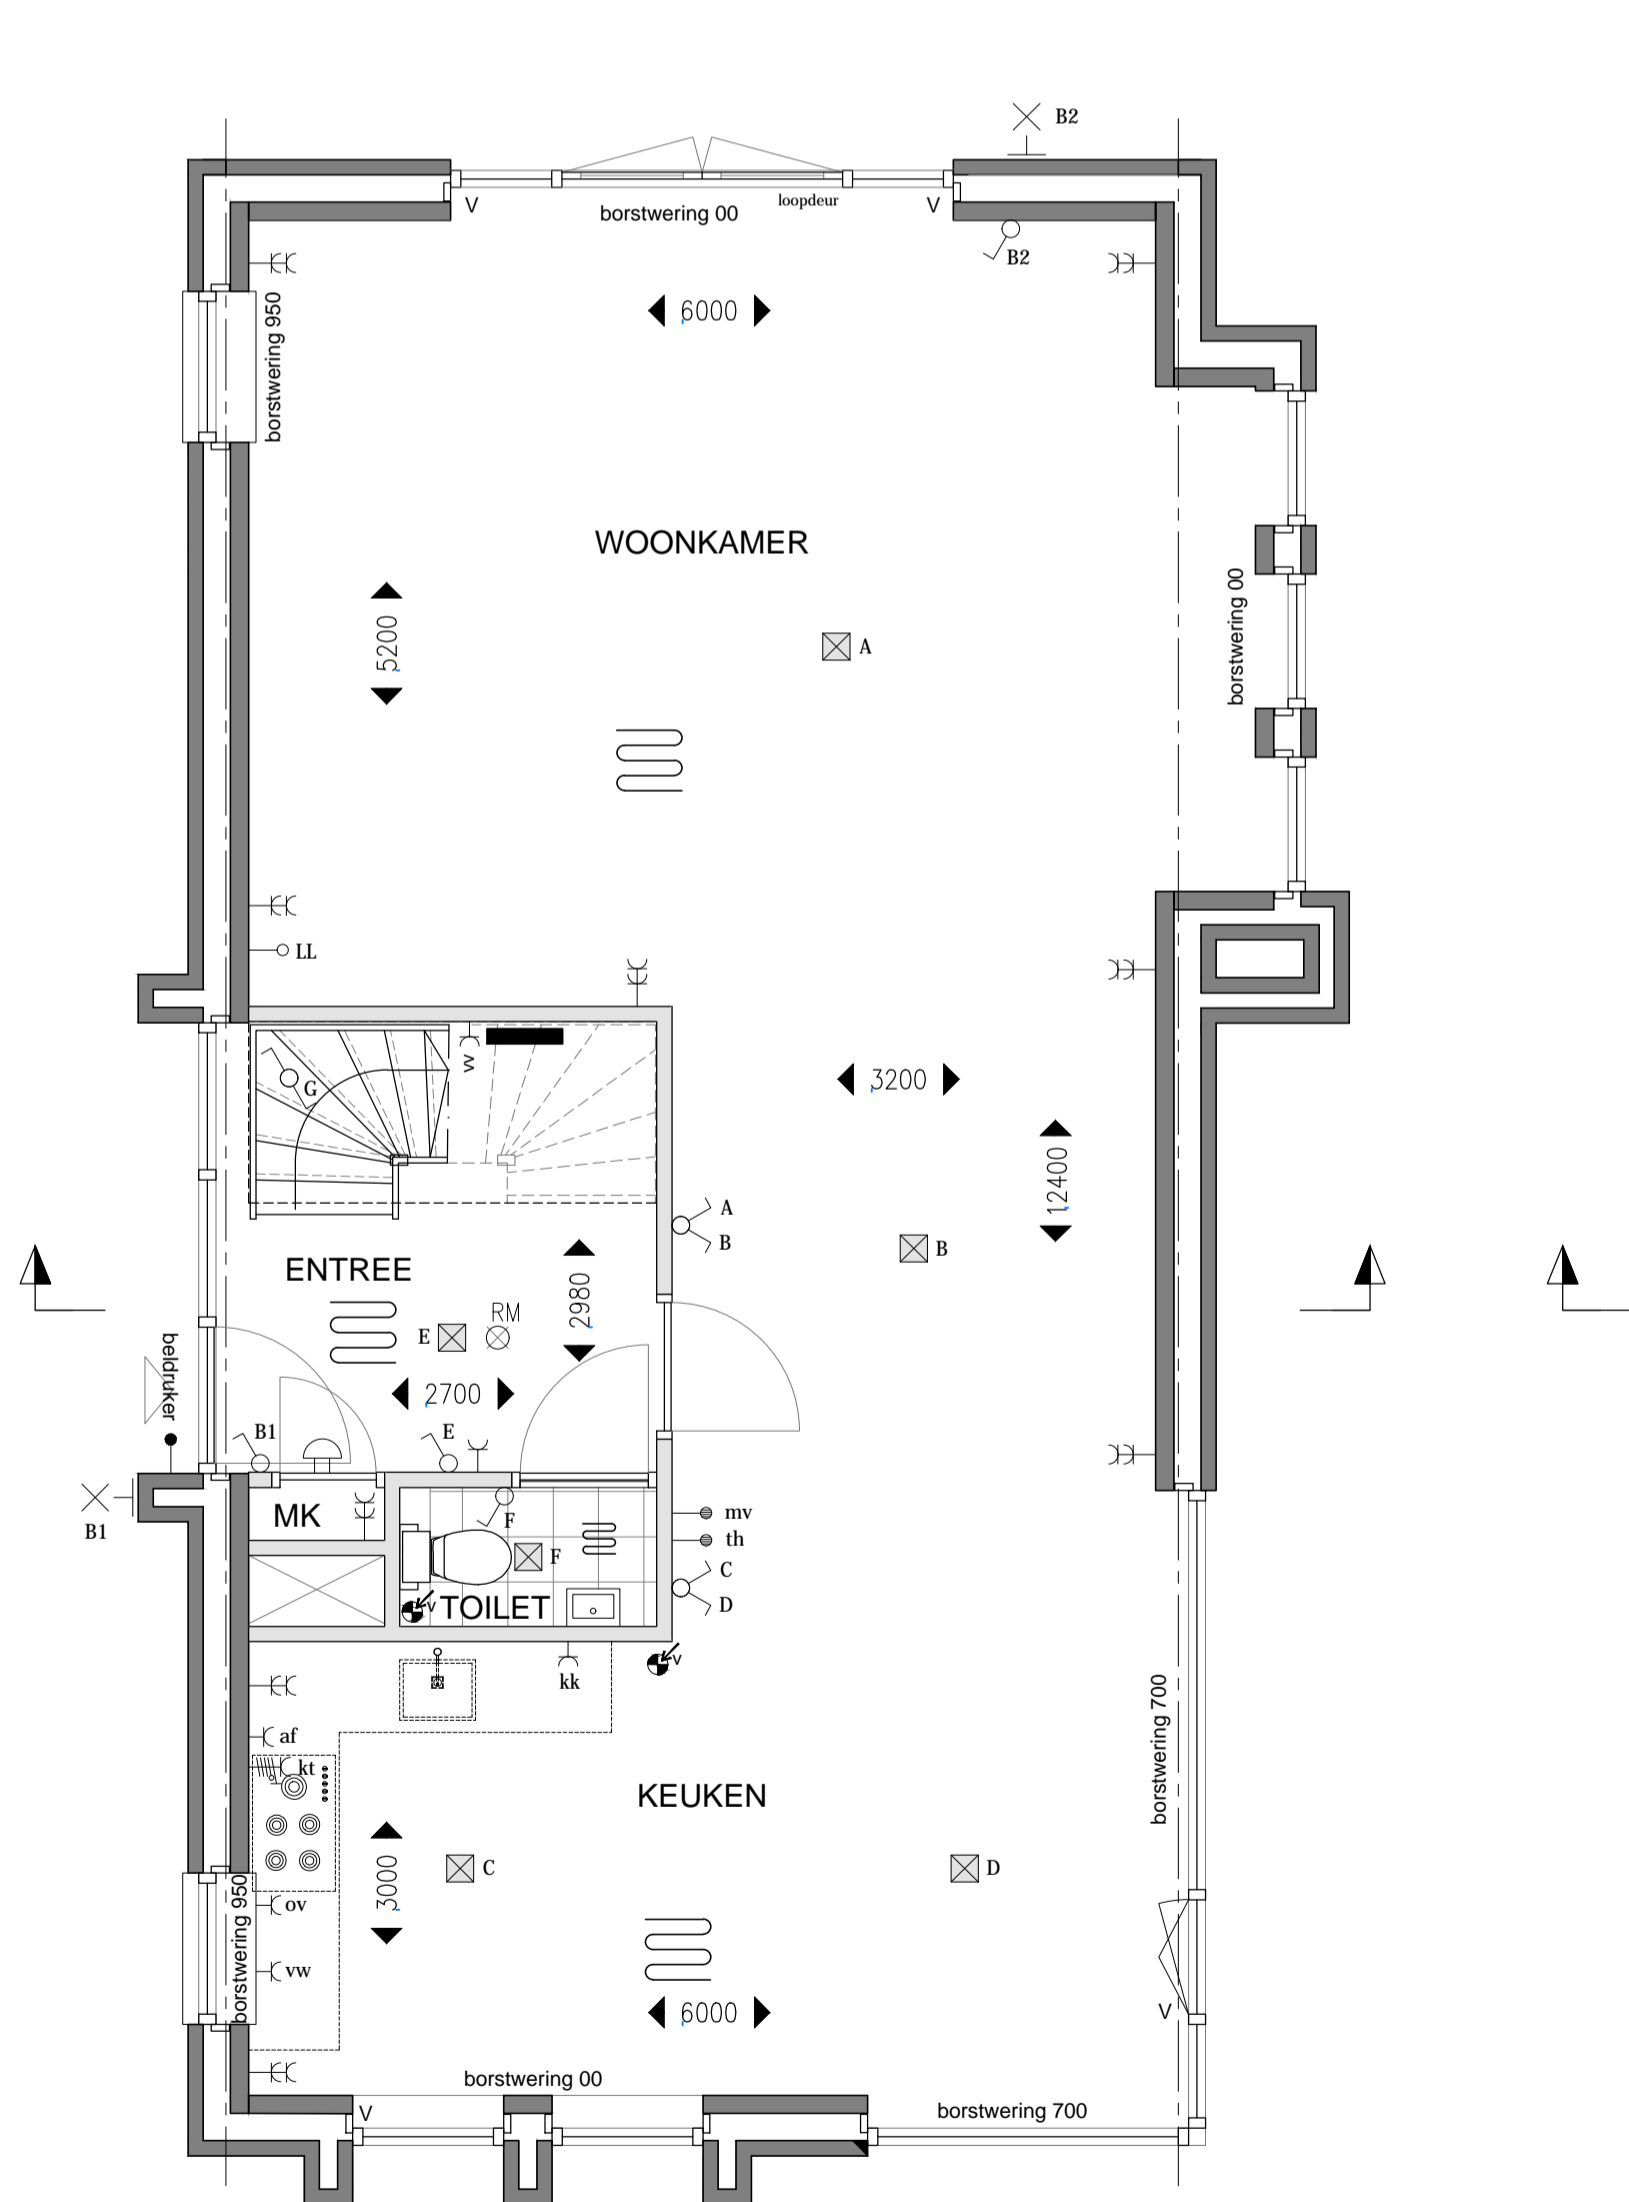 B2
V
borstwering 00
loopdeur
V
B2
borstwering 950
6000
WOONKAMER
5200
A
borstwering 00
LL
w
G
3200
12400
A
B
B
ENTREE
2980
RM
E
beldruker
2700
B1
E
MK
B1
F
F
TOILET
v
mv
th
C
D
v
kk
af
kt
KEUKEN
borstwering 700
3000
C
D
borstwering 950
ov
vw
6000
V
borstwering 00
V
borstwering 700